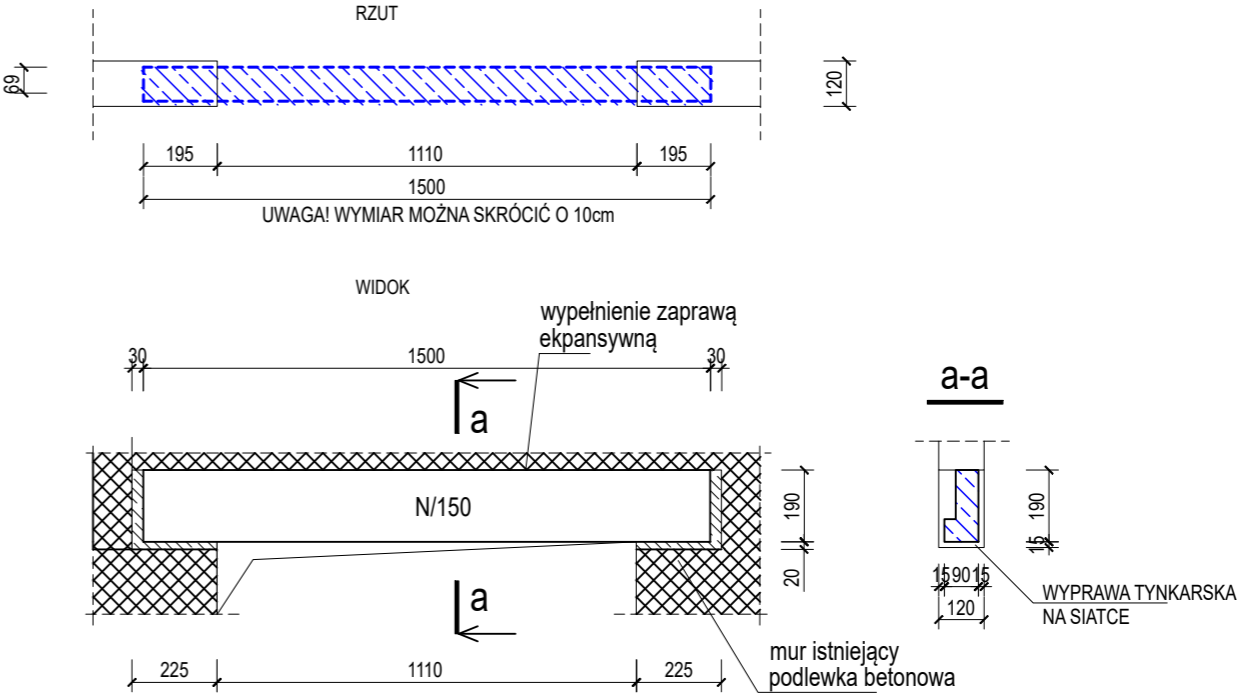 RZUT
69
120
195 1110 195
1500
UWAGA! WYMIAR MOŻNA SKRÓCIĆ O 10cm
WIDOK
wypełnienie zaprawą
ekpansywną
30 1500 30
a
a-a
N/150
190
20
190
15
a
15 90 15
120
WYPRAWA TYNKARSKA
NA SIATCE
mur istniejący
podlewka betonowa
225 1110 225